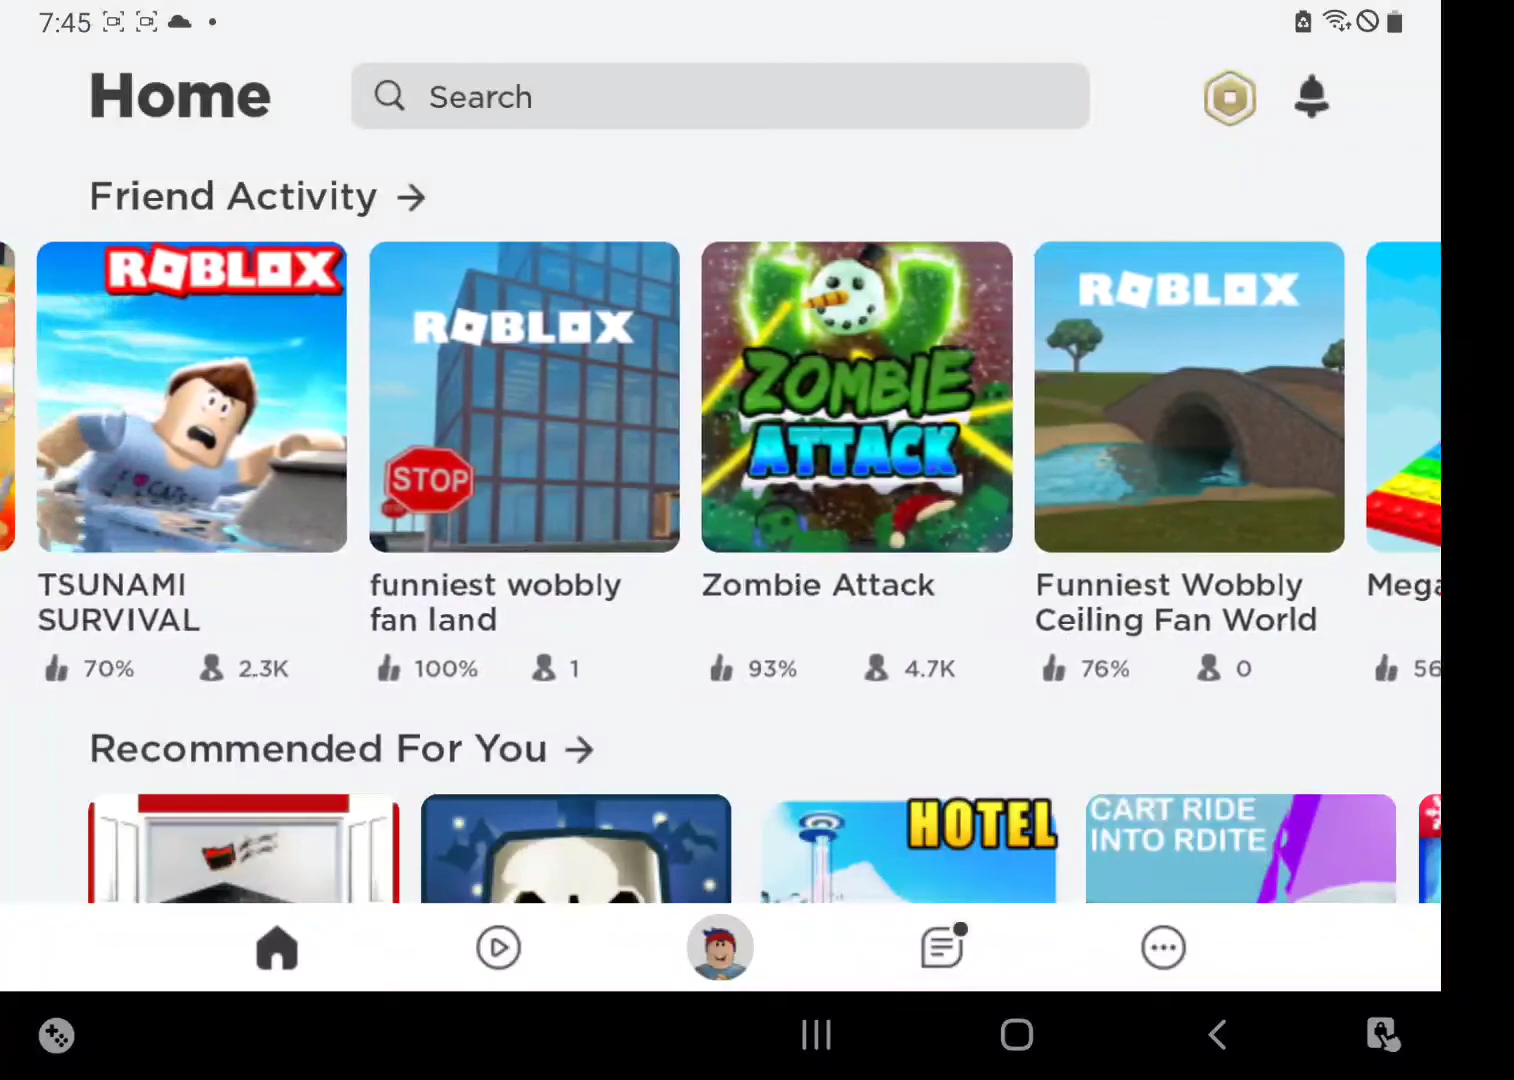 7:45
Home
Search
Friend Activity →
ROBLOX
ROBLOX
STOP
ZOMBIE
ATTACK
ROBLOX
TSUNAMI
SURVIVAL
funniest wobbly
fan land
Zombie Attack
Funniest Wobbly
Ceiling Fan World
Mega
70% 2.3K
100% 1
93% 4.7K
76% 0
56
Recommended For You →
HOTEL
CART RIDE
INTO RDITE